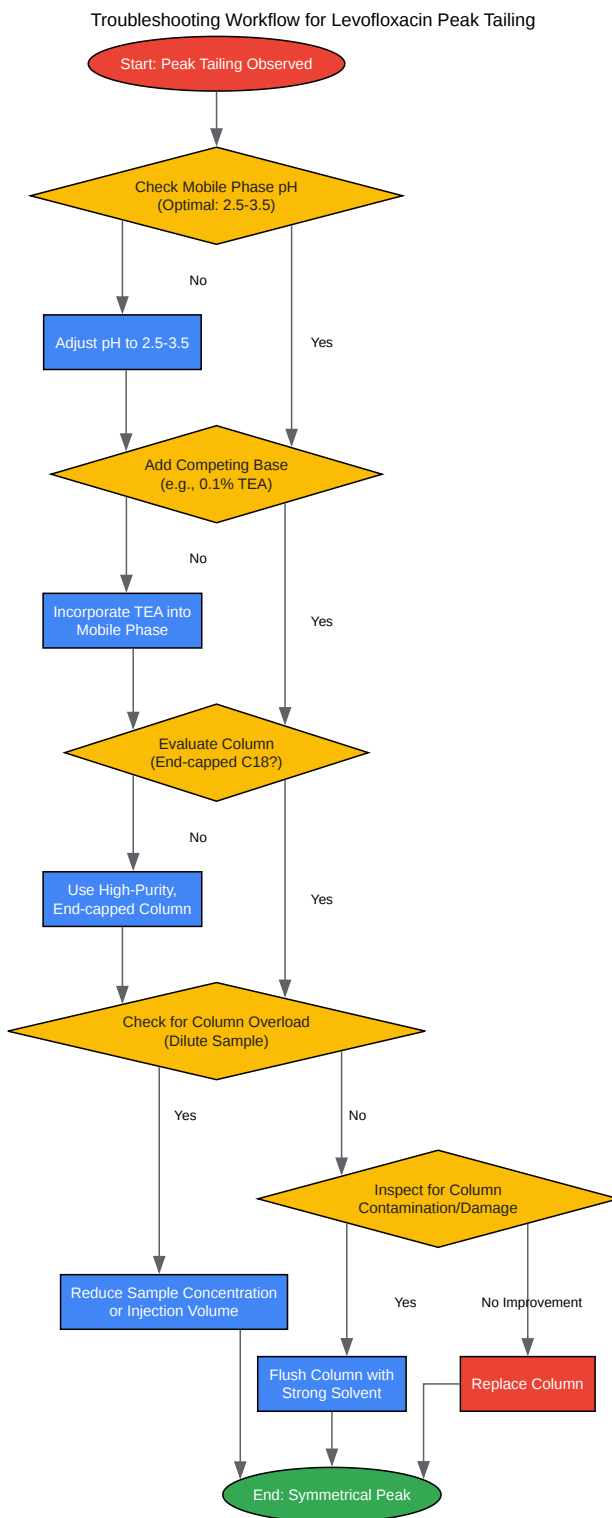 Troubleshooting Workflow for Levofloxacin Peak Tailing
Start: Peak Tailing Observed
Check Mobile Phase pH
(Optimal: 2.5-3.5)
No
Adjust pH to 2.5-3.5
Yes
Add Competing Base
(e.g., 0.1% TEA)
No
Incorporate TEA into
Mobile Phase
Yes
Evaluate Column
(End-capped C18?)
No
Use High-Purity,
End-capped Column
Yes
Check for Column Overload
(Dilute Sample)
Yes
No
Inspect for Column
Contamination/Damage
Reduce Sample Concentration
or Injection Volume
Yes
No Improvement
Flush Column with
Strong Solvent
Replace Column
End: Symmetrical Peak